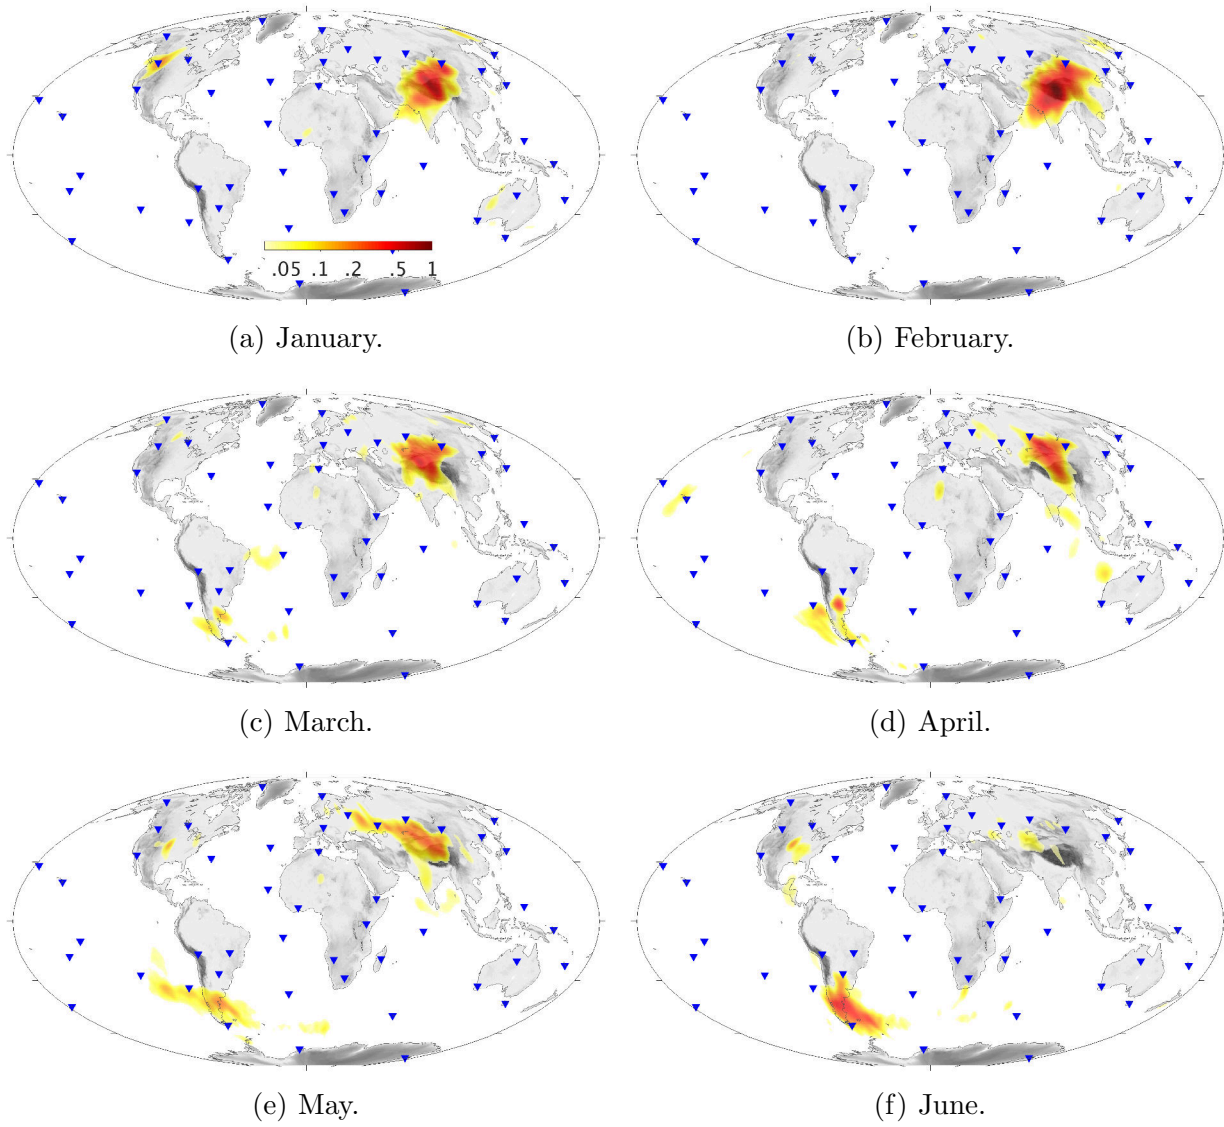 .05 .1 .2 .5 1
(a) January.
(b) February.
(c) March.
(d) April.
(e) May.
(f) June.